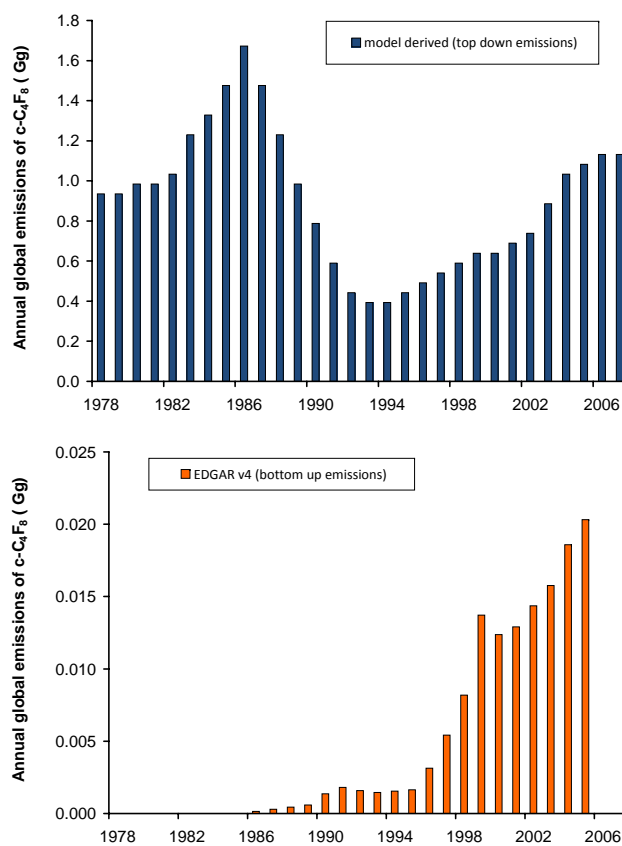 Annual global emissions of c-C₄F₈ ( Gg)
1.8
1.6
1.4
1.2
1.0
0.8
0.6
0.4
0.2
0.0
model derived (top down emissions)
1978 1982 1986 1990 1994 1998 2002 2006
Annual global emissions of c-C₄F₈ ( Gg)
0.025
0.020
0.015
0.010
0.005
0.000
EDGAR v4 (bottom up emissions)
1978 1982 1986 1990 1994 1998 2002 2006